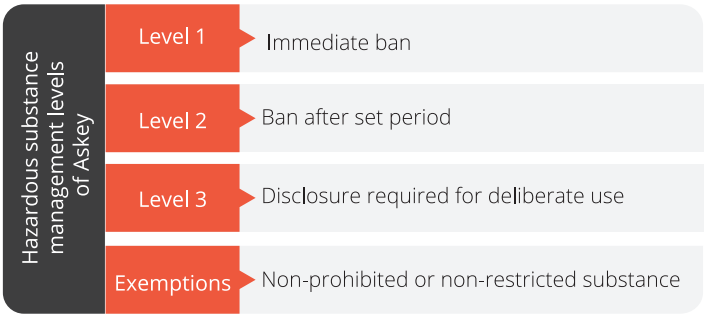 Hazardous substance
management levels
of Askey
Level 1
Immediate ban
Level 2
Ban after set period
Level 3
Disclosure required for deliberate use
Exemptions
Non-prohibited or non-restricted substance